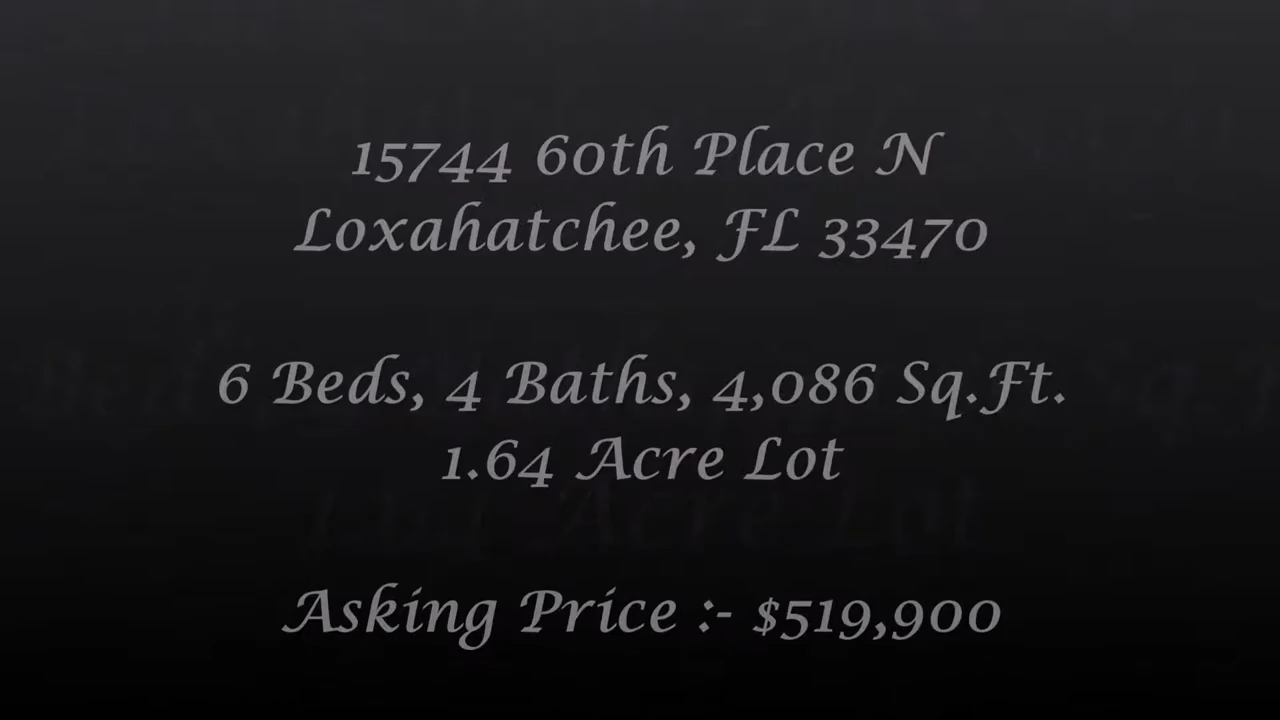 15744 60th Place N
Loxahatchee, FL 33470
6 Beds, 4 Baths, 4,086 Sq.Ft.
1.64 Acre Lot
Asking Price :- $519,900